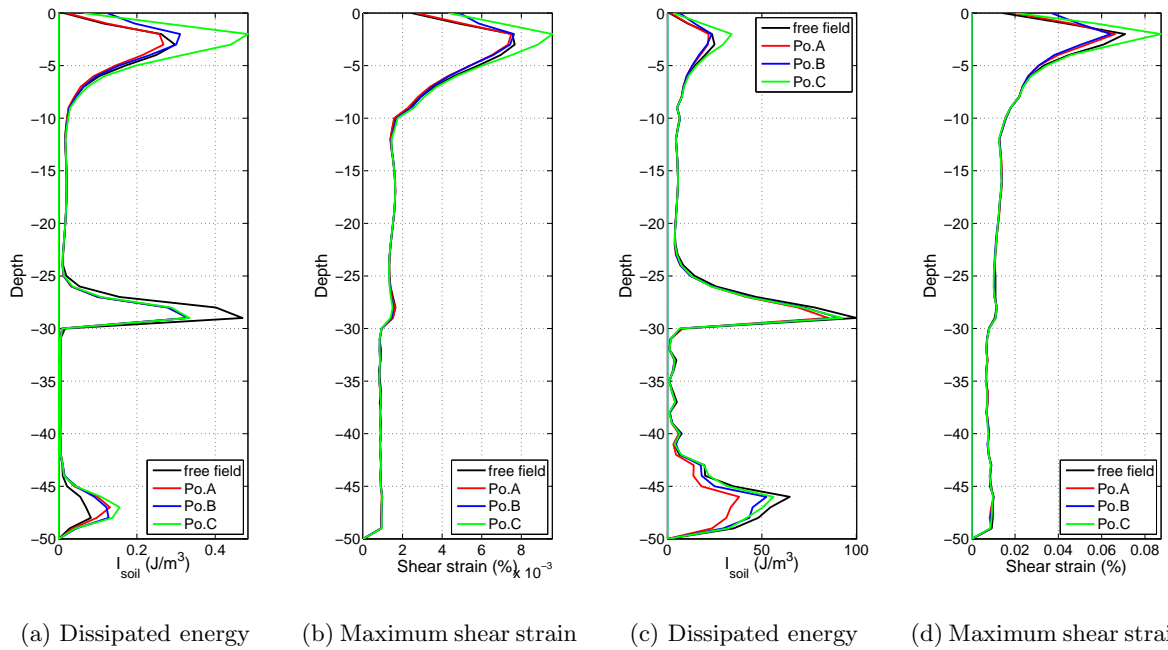 0
−5
−10
−15
−20
−25
−30
−35
−40
−45
−50
Depth
0
0.2
0.4
I_soil (J/m³)
free field
Po.A
Po.B
Po.C
(a) Dissipated energy
0
−5
−10
−15
−20
−25
−30
−35
−40
−45
−50
Depth
0
2
4
6
8
Shear strain (%)
x 10⁻³
free field
Po.A
Po.B
Po.C
(b) Maximum shear strain
0
−5
−10
−15
−20
−25
−30
−35
−40
−45
−50
Depth
0
50
100
I_soil (J/m³)
free field
Po.A
Po.B
Po.C
(c) Dissipated energy
0
−5
−10
−15
−20
−25
−30
−35
−40
−45
−50
Depth
0
0.02
0.04
0.06
0.08
Shear strain (%)
free field
Po.A
Po.B
Po.C
(d) Maximum shear strai